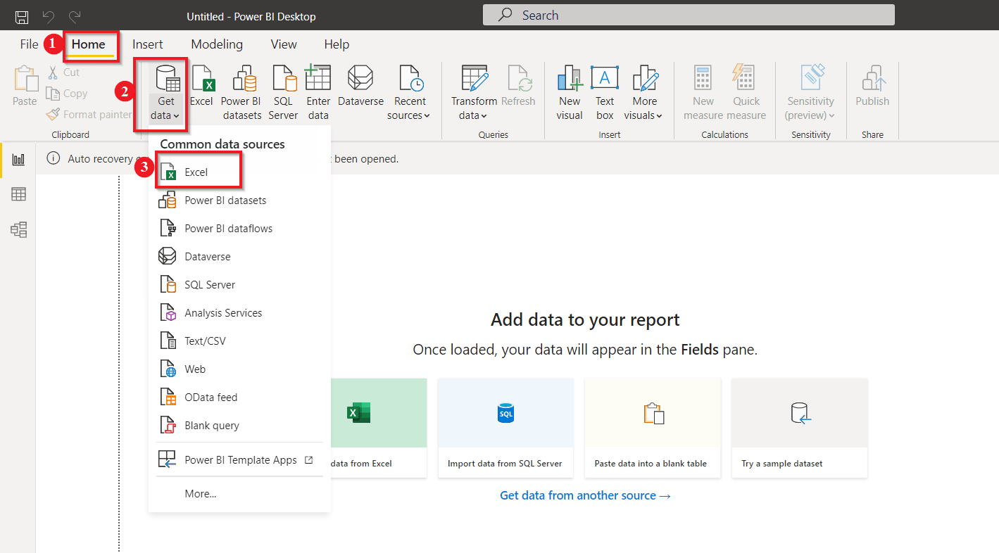 Untitled - Power BI Desktop
Search
File
1
Home
Insert
Modeling
View
Help
Paste
Cut
Copy
Format painter
Clipboard
2
Get
data
Excel
Power BI
datasets
SQL
Server
Enter
data
Dataverse
Recent
sources
Transform
data
Refresh
Queries
New
visual
A
Text
box
More
visuals
Insert
New
measure
Quick
measure
Calculations
Sensitivity
(preview)
Sensitivity
Publish
Share
Auto recovery
been opened.
Common data sources
3
Excel
Power BI datasets
Power BI dataflows
Dataverse
SQL Server
Analysis Services
Text/CSV
Web
OData feed
Blank query
Power BI Template Apps
More...
Add data to your report
Once loaded, your data will appear in the Fields pane.
data from Excel
SQL
Import data from SQL Server
Paste data into a blank table
Try a sample dataset
Get data from another source →